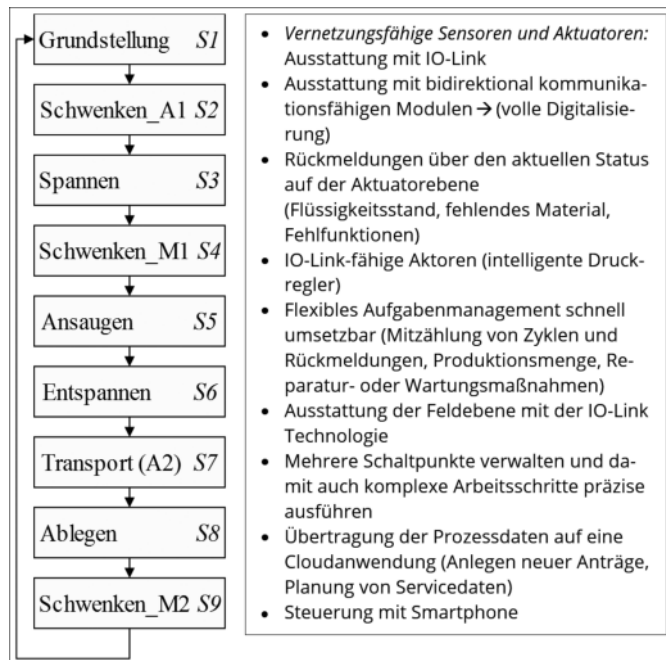 Grundstellung S1
Schwenken_A1 S2
Spannen S3
Schwenken_M1 S4
Ansaugen S5
Entspannen S6
Transport (A2) S7
Ablegen S8
Schwenken_M2 S9
• Vernetzungsfähige Sensoren und Aktuatoren:
Ausstattung mit IO-Link
• Ausstattung mit bidirektional kommunika-
tionsfähigen Modulen → (volle Digitalisie-
rung)
• Rückmeldungen über den aktuellen Status
auf der Aktuatorebene
(Flüssigkeitsstand, fehlendes Material,
Fehlfunktionen)
• IO-Link-fähige Aktoren (intelligente Druck-
regler)
• Flexibles Aufgabenmanagement schnell
umsetzbar (Mitzählung von Zyklen und
Rückmeldungen, Produktionsmenge, Re-
paratur- oder Wartungsmaßnahmen)
• Ausstattung der Feldebene mit der IO-Link
Technologie
• Mehrere Schaltpunkte verwalten und da-
mit auch komplexe Arbeitsschritte präzise
ausführen
• Übertragung der Prozessdaten auf eine
Cloudanwendung (Anlegen neuer Anträge,
Planung von Servicedaten)
• Steuerung mit Smartphone